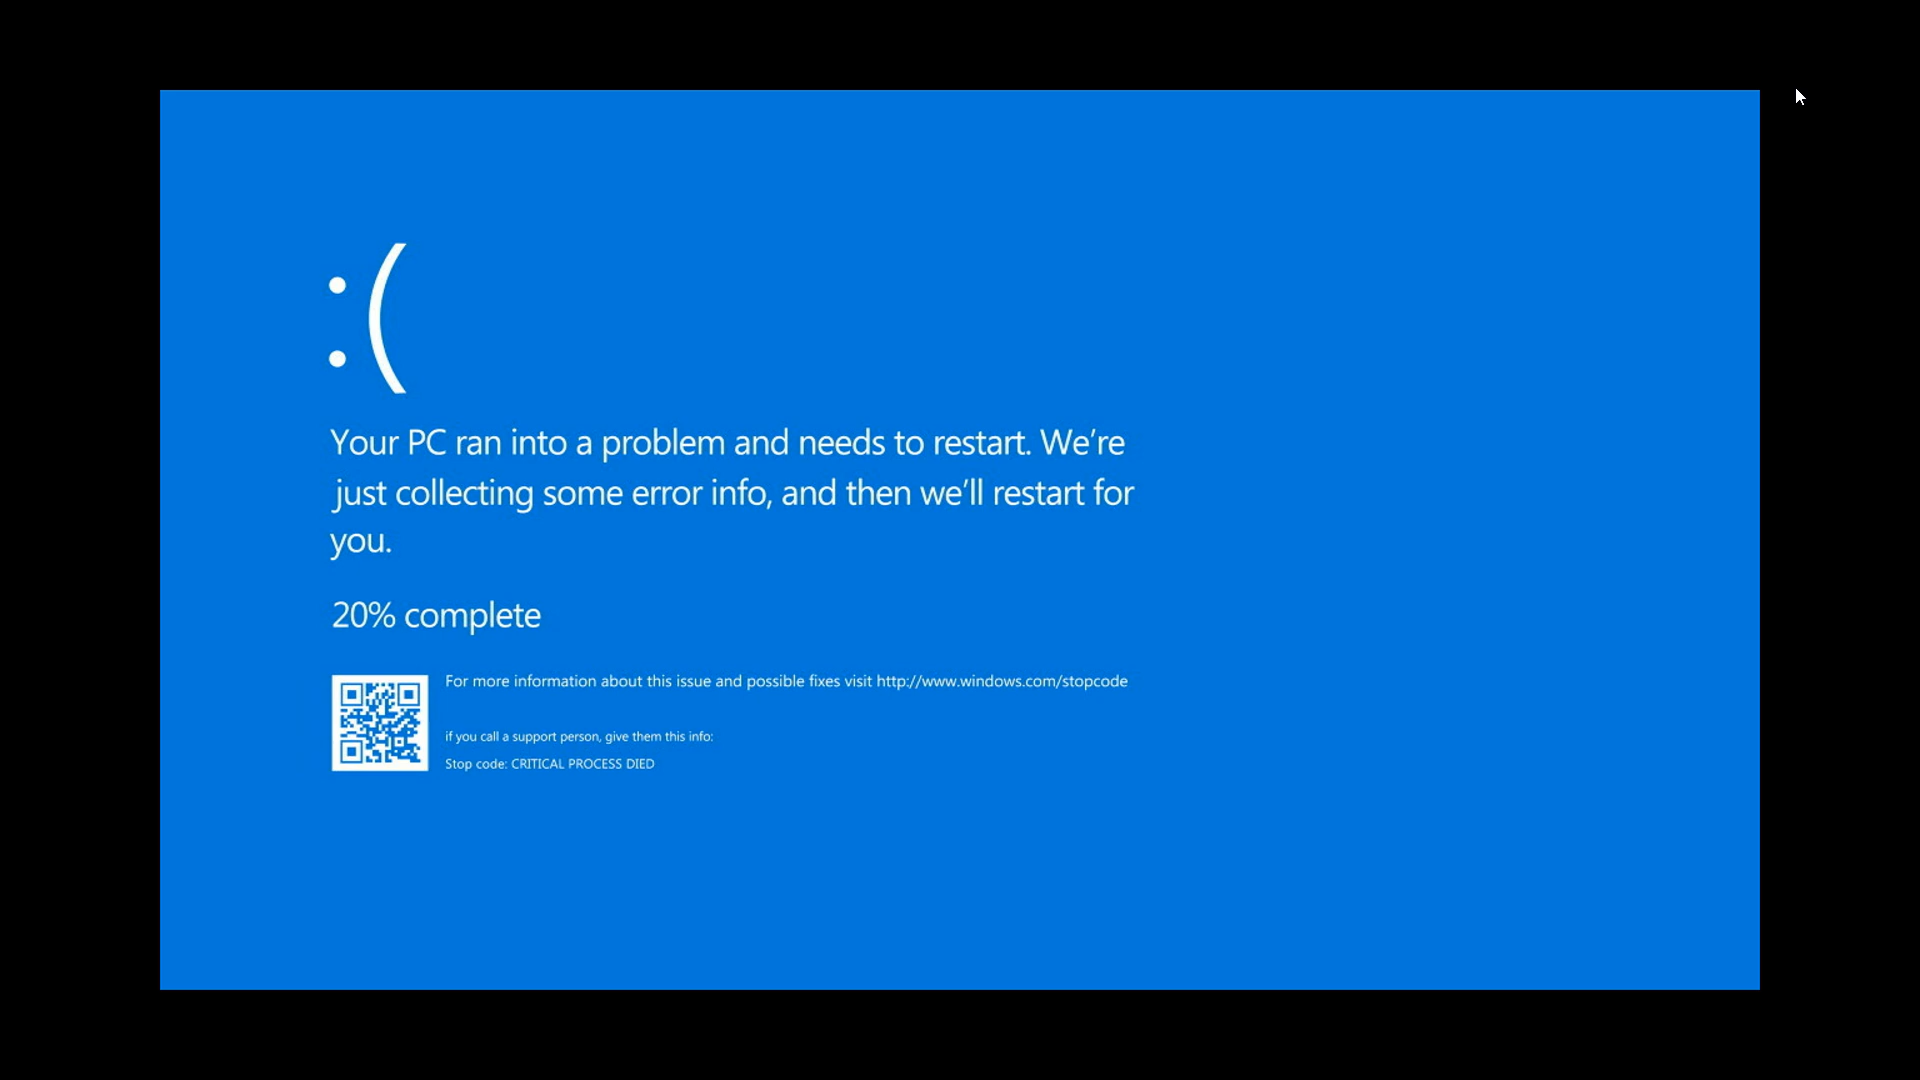 :(
Your PC ran into a problem and needs to restart. We're
just collecting some error info, and then we'll restart for
you.
20% complete
For more information about this issue and possible fixes visit http://www.windows.com/stopcode
if you call a support person, give them this info:
Stop code: CRITICAL PROCESS DIED